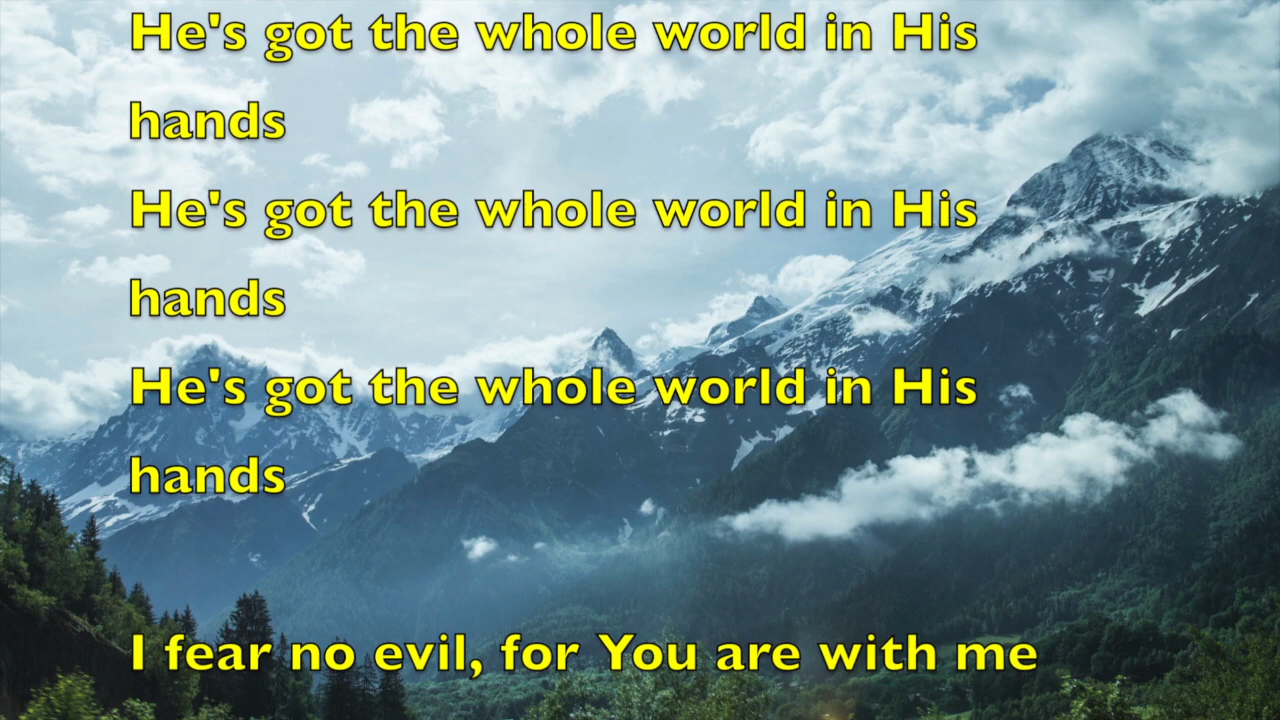 He's got the whole world in His
hands
He's got the whole world in His
hands
He's got the whole world in His
hands
I fear no evil, for You are with me